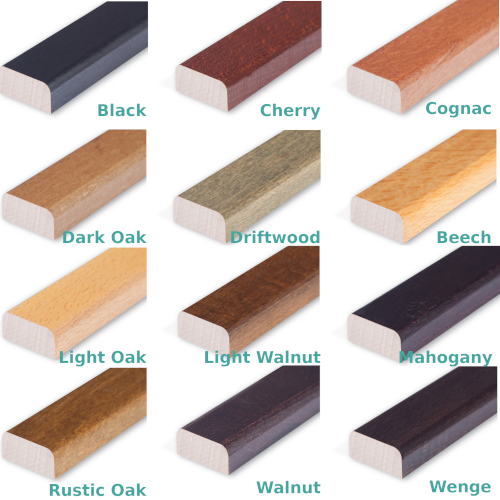 Black
Cherry
Cognac
Dark Oak
Driftwood
Beech
Light Oak
Light Walnut
Mahogany
Rustic Oak
Walnut
Wenge